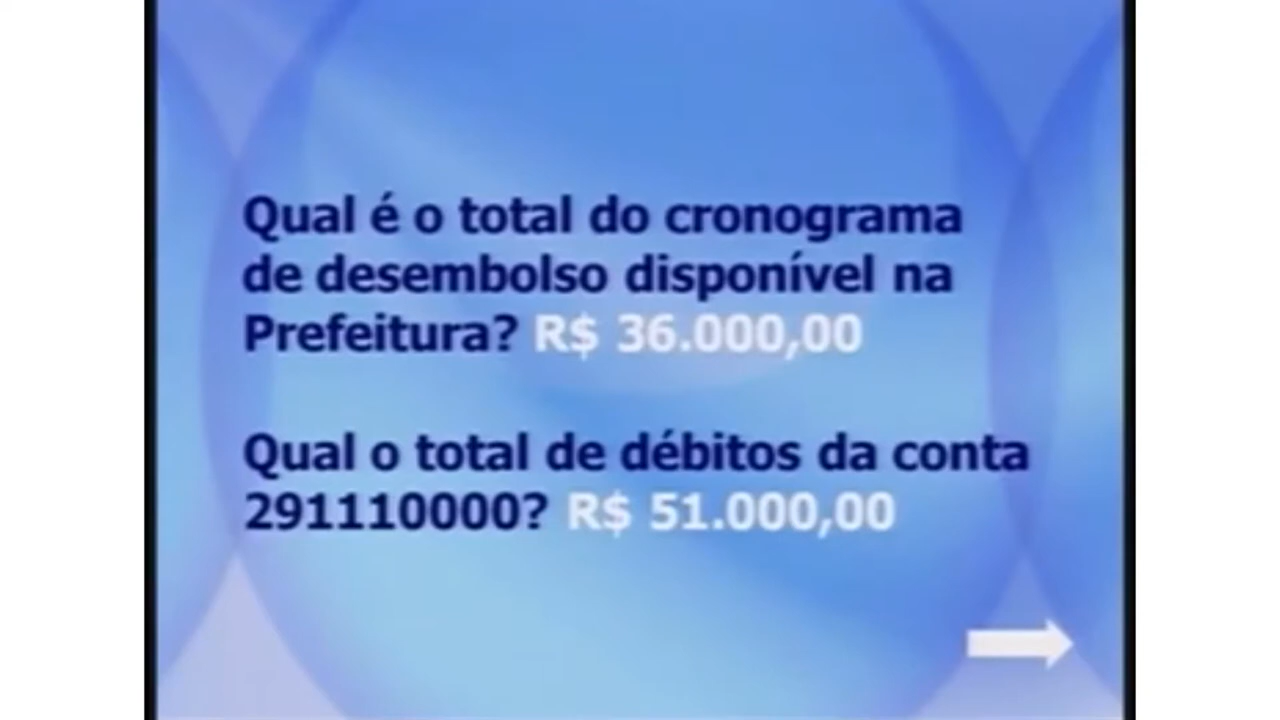 Qual é o total do cronograma
de desembolso disponível na
Prefeitura? R$ 36.000,00
Qual o total de débitos da conta
291110000? R$ 51.000,00